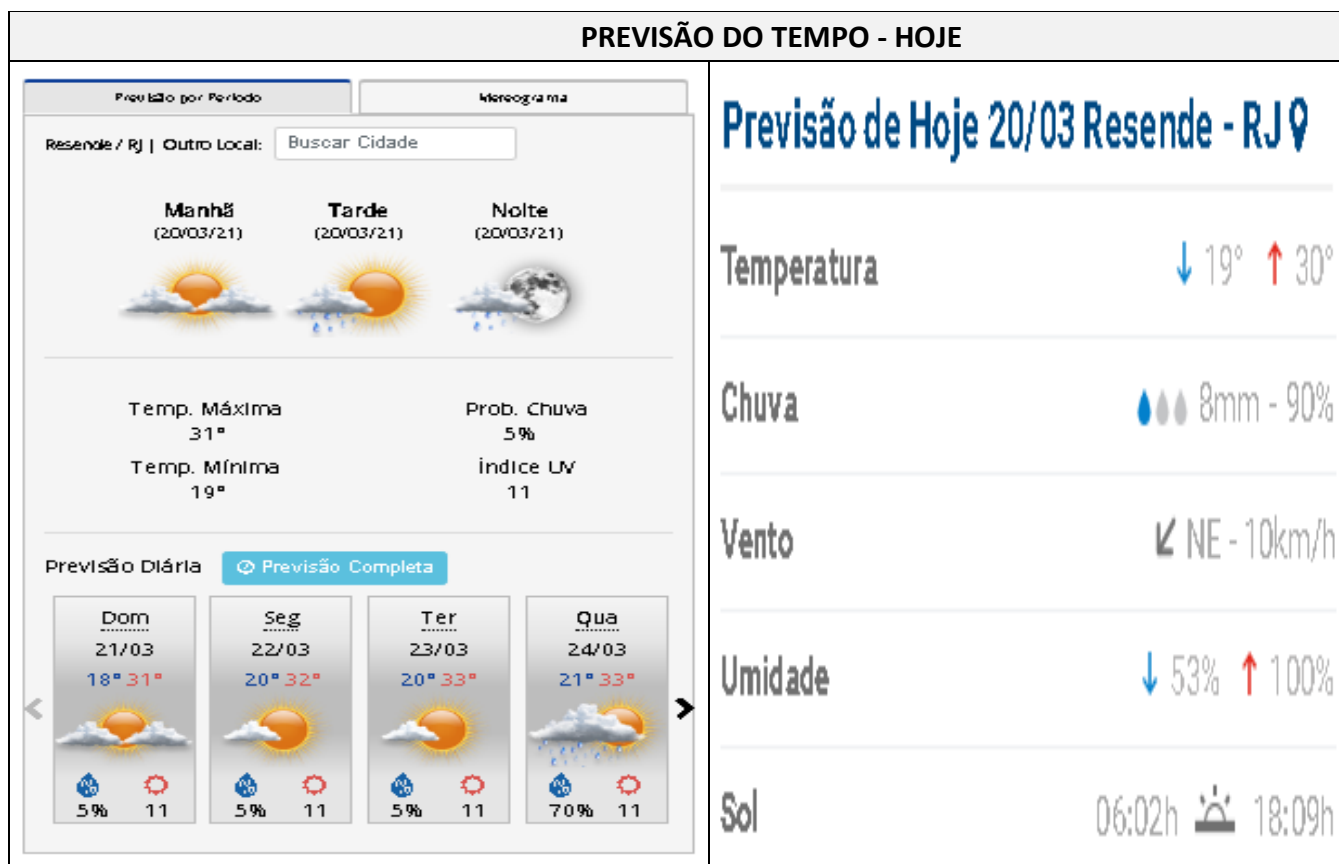 PREVISÃO DO TEMPO - HOJE
Previsão por Período
Meteograma
Resende / RJ | Outro Local: Buscar Cidade
Manhã Tarde Noite
(20/03/21) (20/03/21) (20/03/21)
Temp. Máxima Prob. Chuva
31° 5%
Temp. Mínima Índice UV
19° 11
Previsão Diária Previsão Completa
Dom Seg Ter Qua
21/03 22/03 23/03 24/03
18° 31° 20° 32° 20° 33° 21° 33°
5% 11 5% 11 5% 11 70% 11
Previsão de Hoje 20/03 Resende - RJ
Temperatura ↓ 19° ↑ 30°
Chuva 8mm - 90%
Vento NE - 10km/h
Umidade ↓ 53% ↑ 100%
Sol 06:02h 18:09h